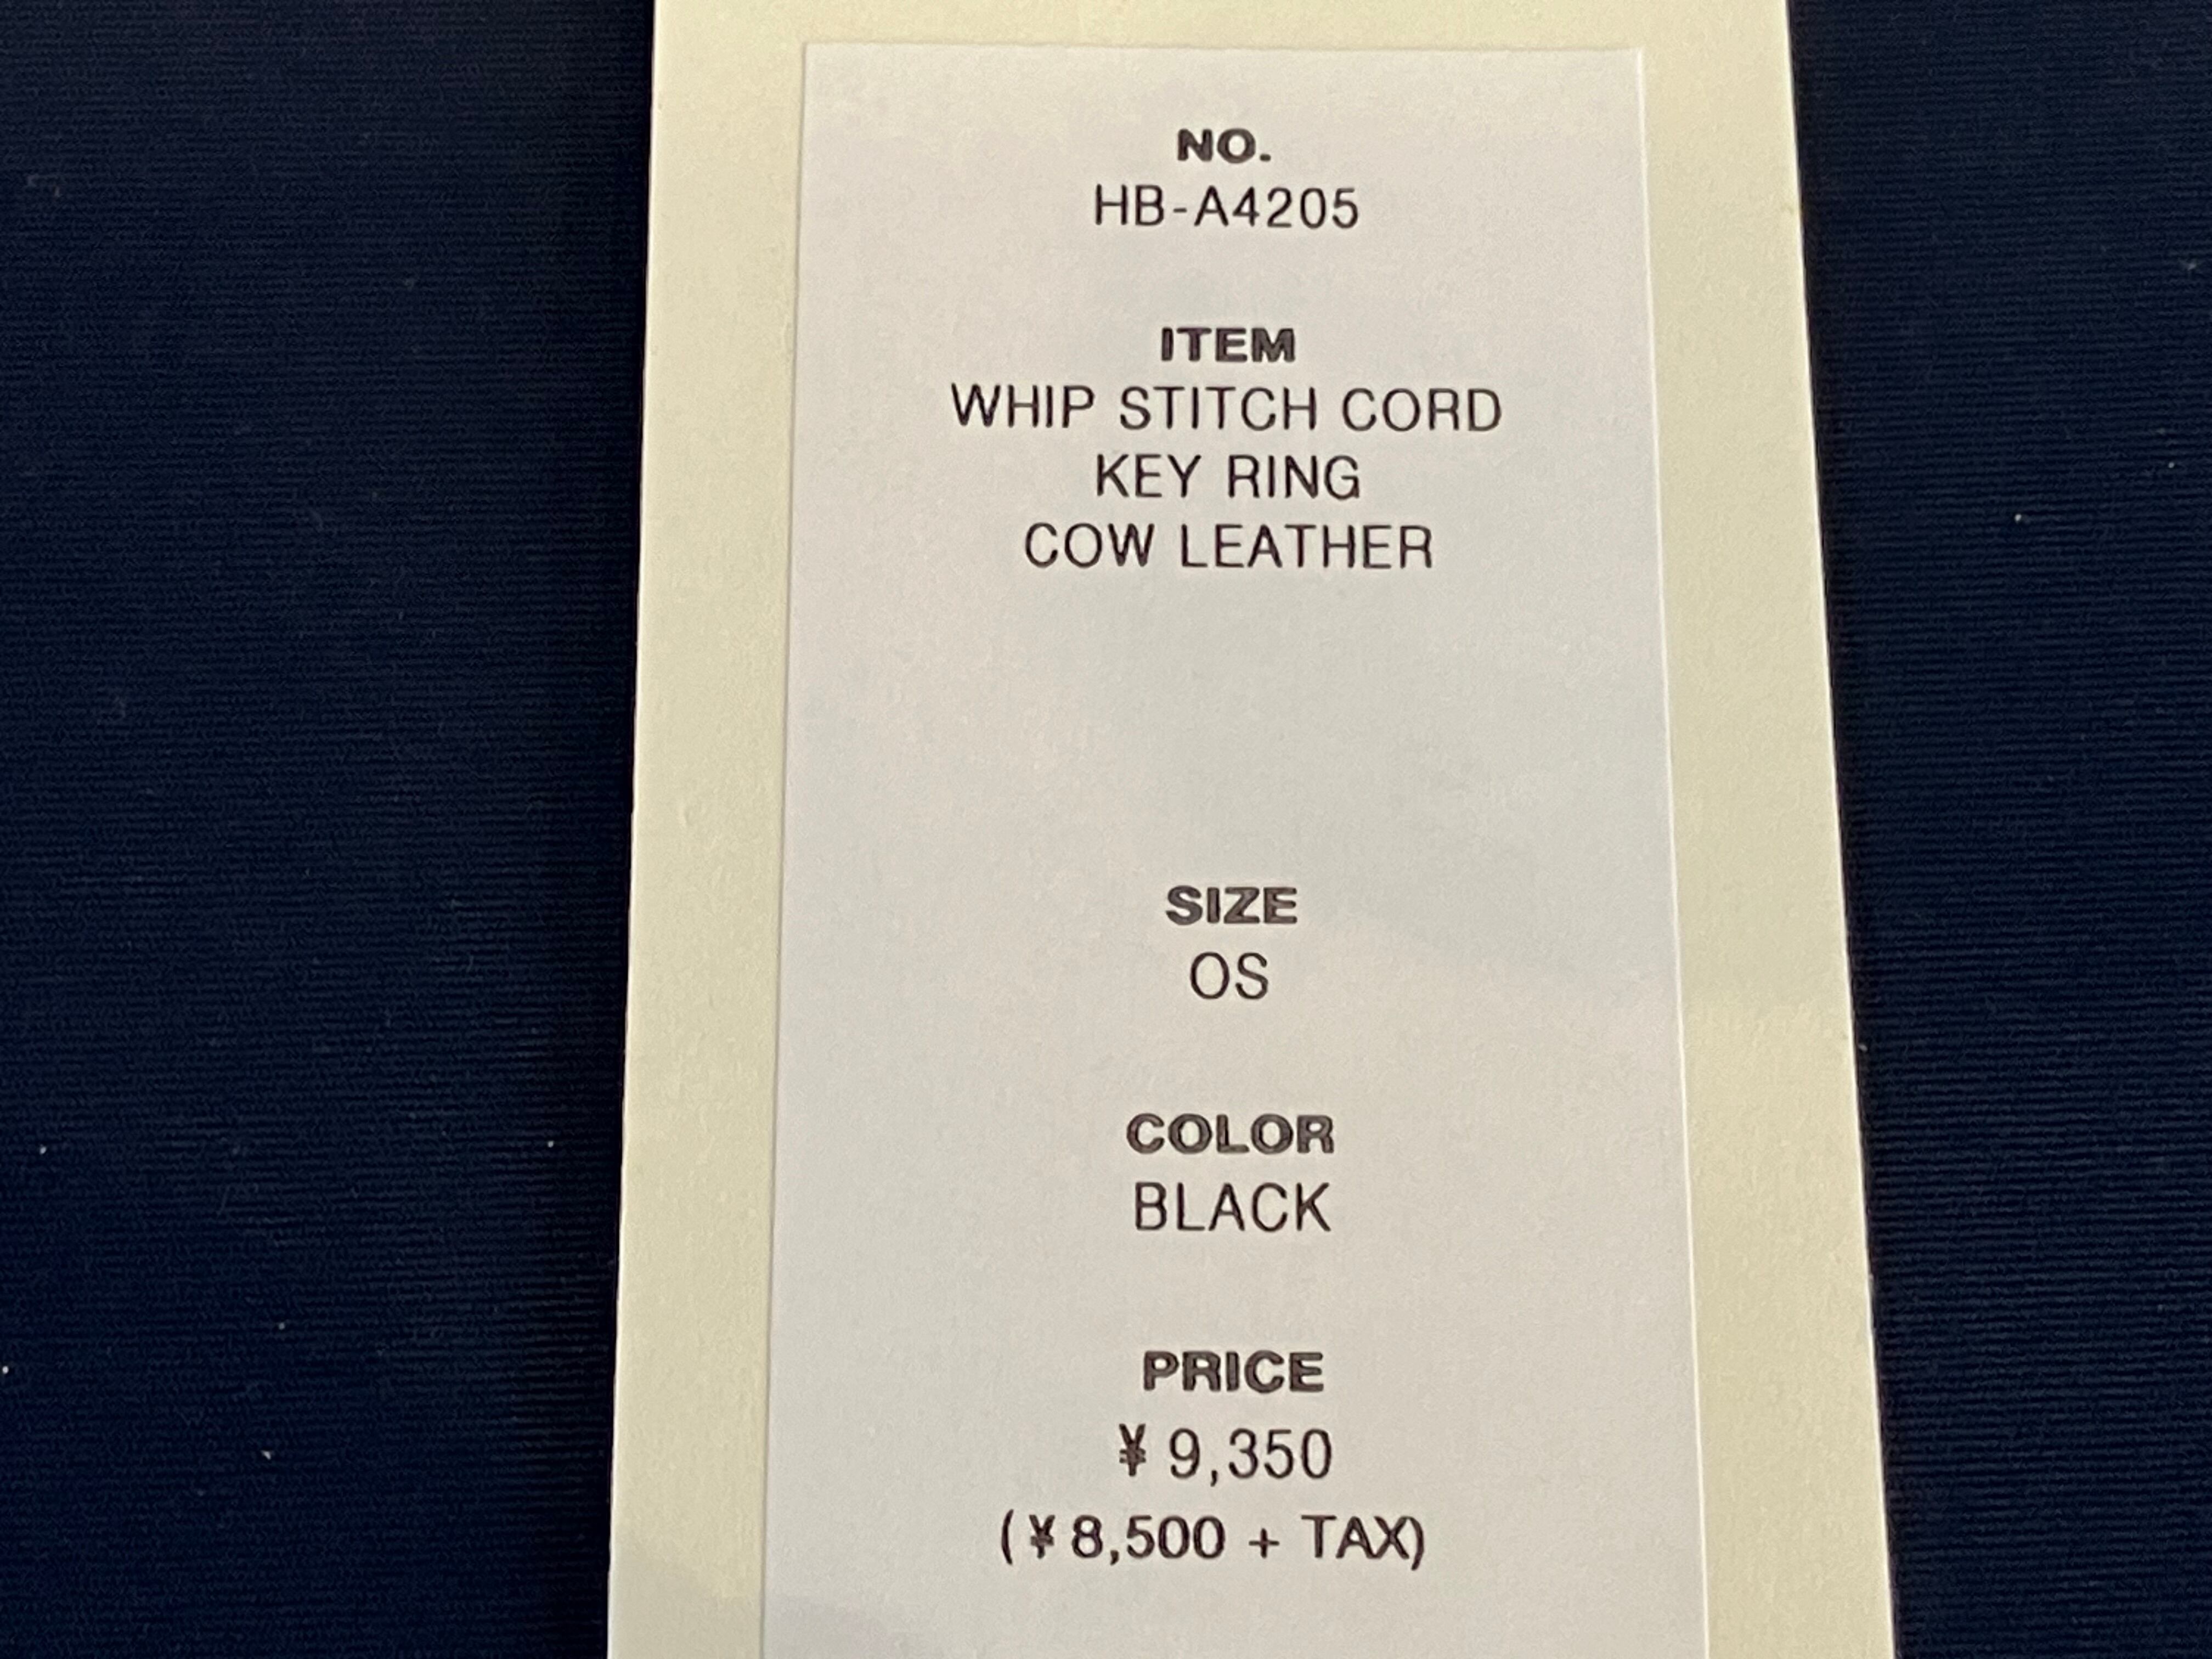 NO.
HB-A4205
ITEM
WHIP STITCH CORD
KEY RING
COW LEATHER
SIZE
OS
COLOR
BLACK
PRICE
¥ 9,350
(¥8,500 + TAX)